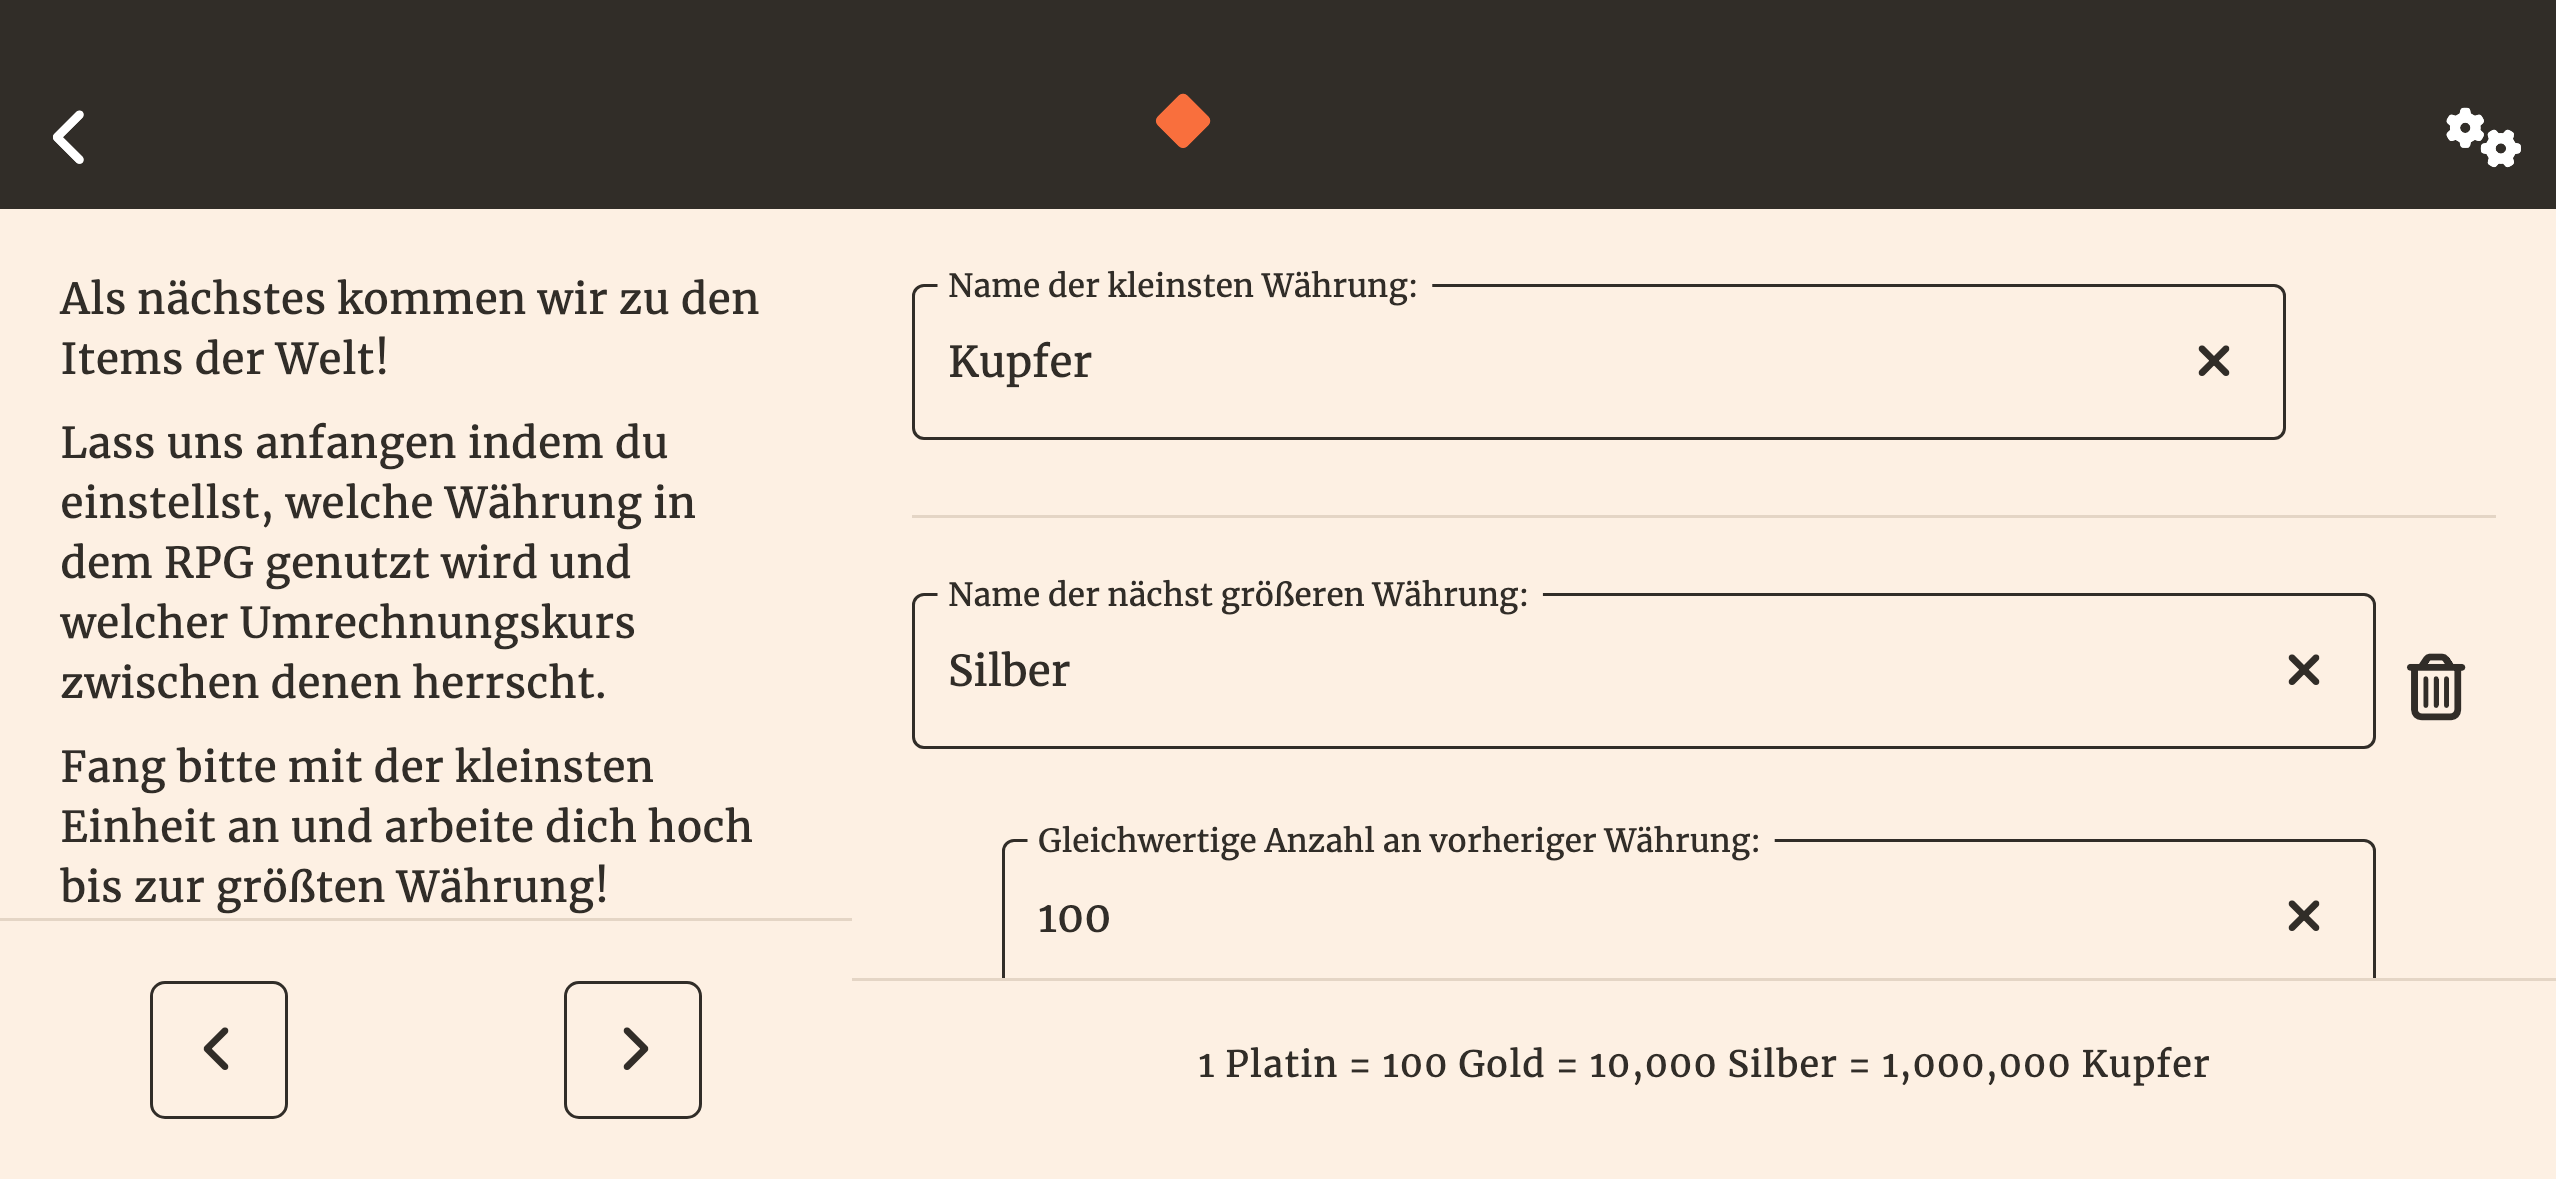 Als nächstes kommen wir zu den
Items der Welt!
Lass uns anfangen indem du
einstellst, welche Währung in
dem RPG genutzt wird und
welcher Umrechnungskurs
zwischen denen herrscht.
Fang bitte mit der kleinsten
Einheit an und arbeite dich hoch
bis zur größten Währung!
Name der kleinsten Währung:
Kupfer
Name der nächst größeren Währung:
Silber
Gleichwertige Anzahl an vorheriger Währung:
100
1 Platin = 100 Gold = 10,000 Silber = 1,000,000 Kupfer